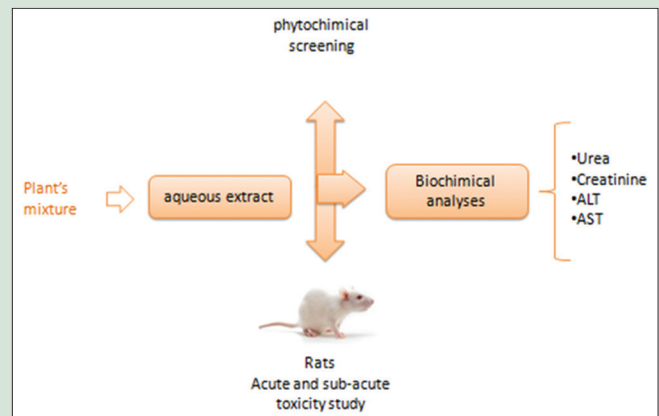 phytochimical
screening
Plant's
mixture
aqueous extract
Biochimical
analyses
•Urea
•Creatinine
•ALT
•AST
Rats
Acute and sub-acute
toxicity study